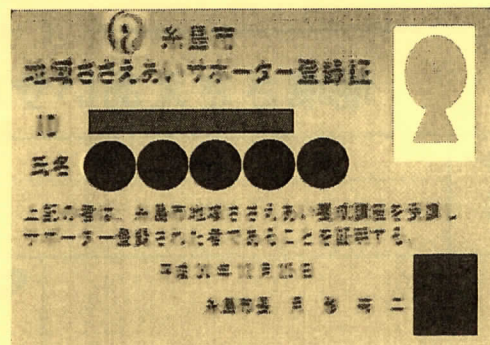 糸島市
地域ささえあいサポーター登録証
ID
氏名
上記の者は、糸島市地域ささえあい養成講座を受講し
サポーター登録された者であることを証明する。
平成 年12月 日
糸島市長 月 二